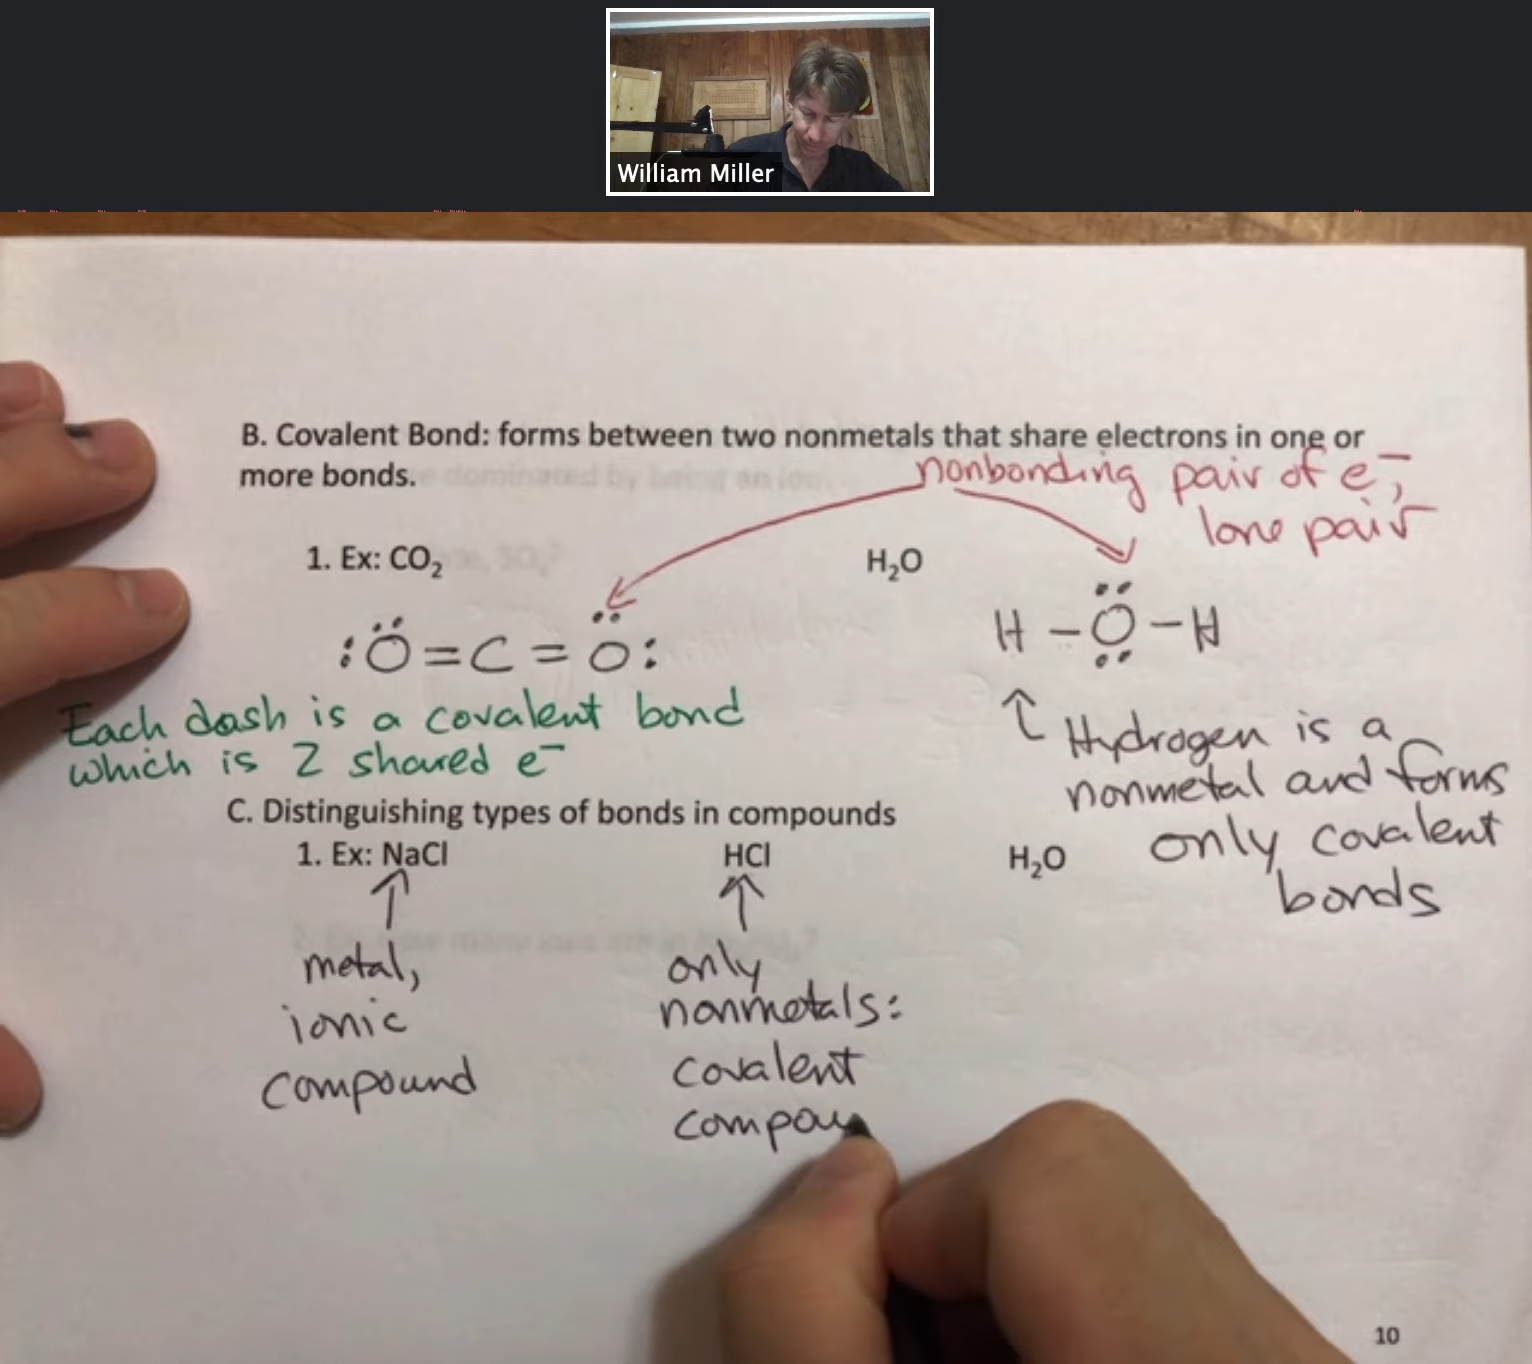 William Miller
B. Covalent Bond: forms between two nonmetals that share electrons in one or
more bonds.
nonbonding pair of e⁻,
lone pair
1. Ex: CO₂
H₂O
:Ö=C=Ö:
H-Ö-H
Each dash is a covalent bond
which is 2 shared e⁻
↑ Hydrogen is a
nonmetal and forms
only covalent
bonds
C. Distinguishing types of bonds in compounds
1. Ex: NaCl
HCl
H₂O
metal,
ionic
compound
only
nonmetals:
covalent
compou
10